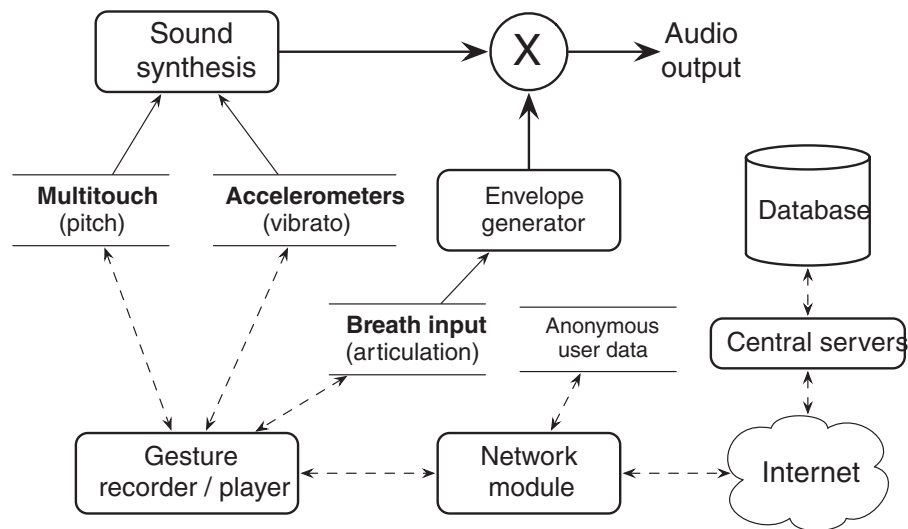 Sound
synthesis
X
Audio
output
Multitouch
(pitch)
Accelerometers
(vibrato)
Envelope
generator
Database
Breath input
(articulation)
Anonymous
user data
Central servers
Gesture
recorder / player
Network
module
Internet